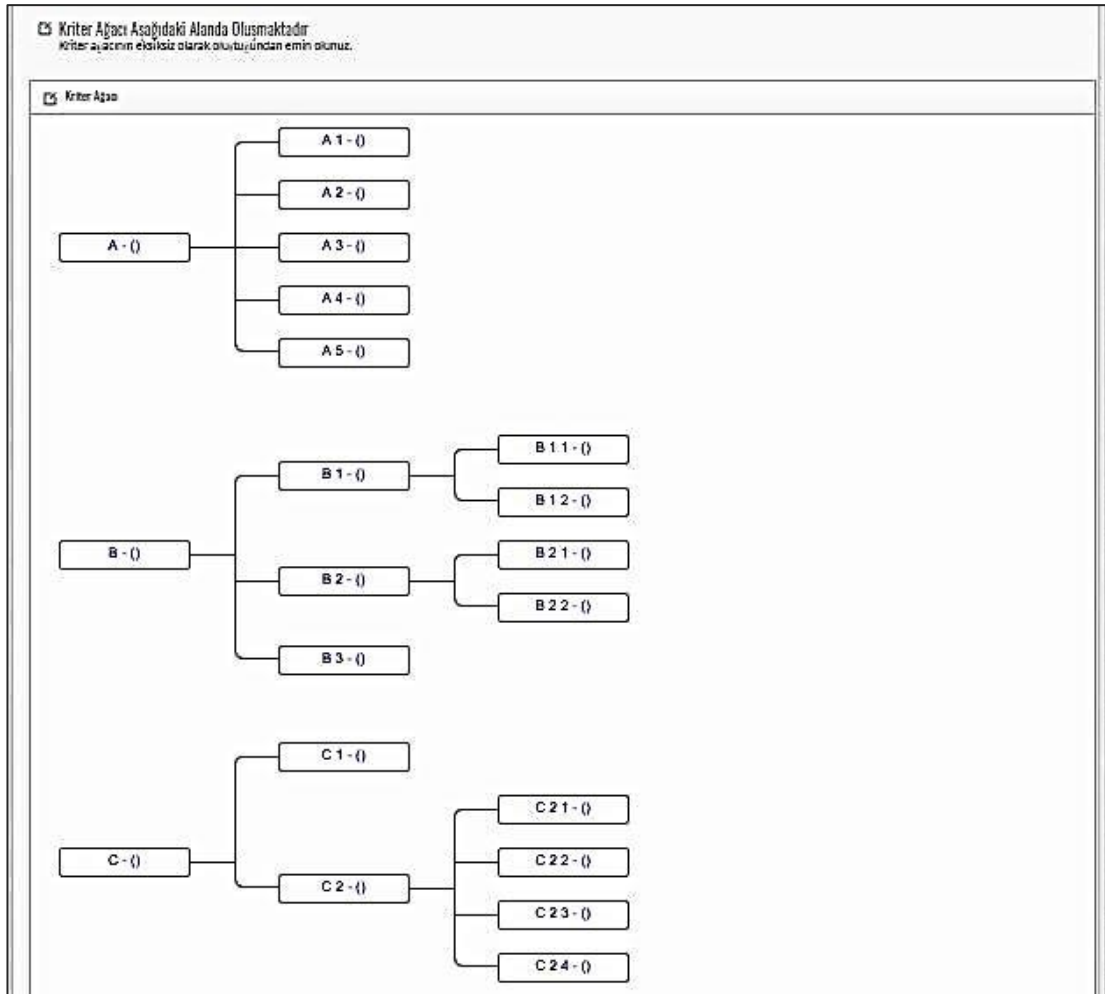 Kriter Ağacı Aşağıdaki Alanda Oluşmaktadır
Kriter ağacının eksiksiz olarak oluştuğundan emin olunuz.
Kriter Ağacı
A 1 - ()
A 2 - ()
A - ()
A 3 - ()
A 4 - ()
A 5 - ()
B 1 1 - ()
B 1 - ()
B 1 2 - ()
B - ()
B 2 1 - ()
B 2 - ()
B 2 2 - ()
B 3 - ()
C 1 - ()
C 2 1 - ()
C - ()
C 2 2 - ()
C 2 - ()
C 2 3 - ()
C 2 4 - ()